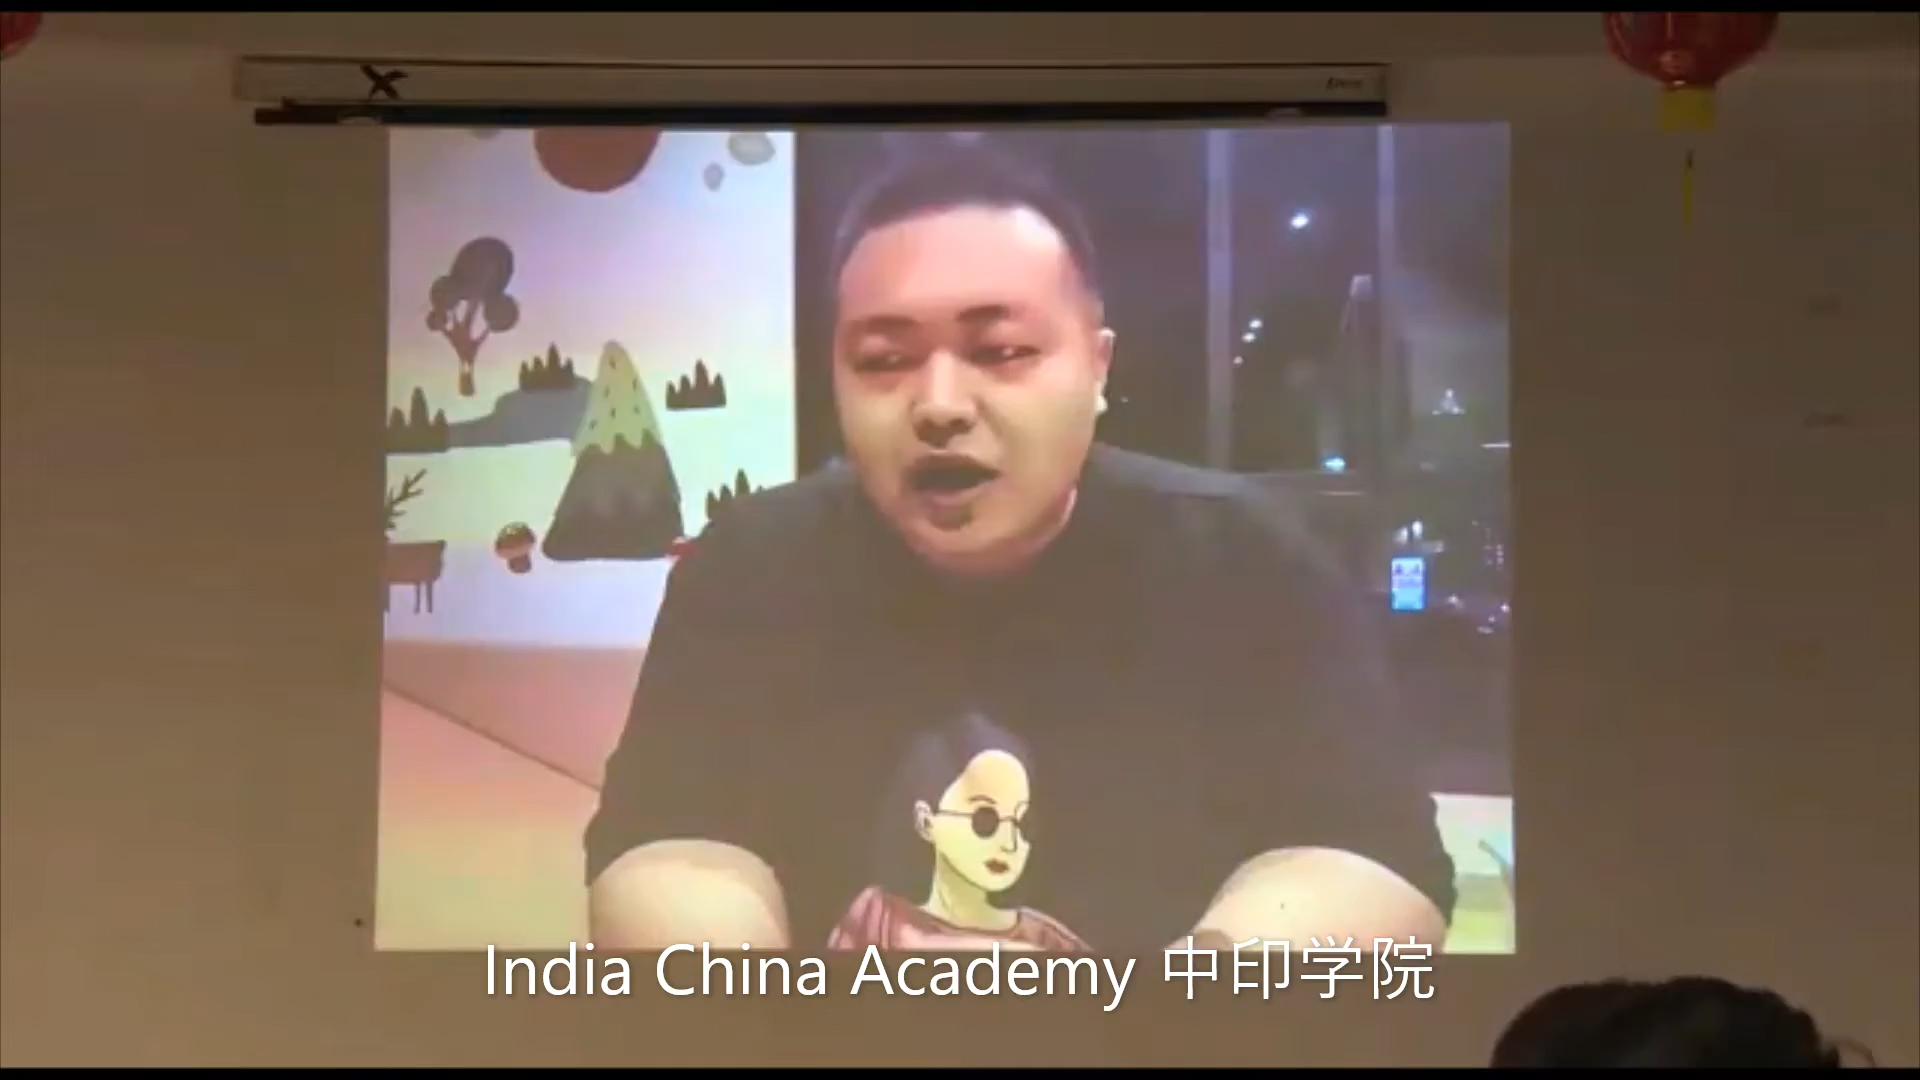 India China Academy 中印学院